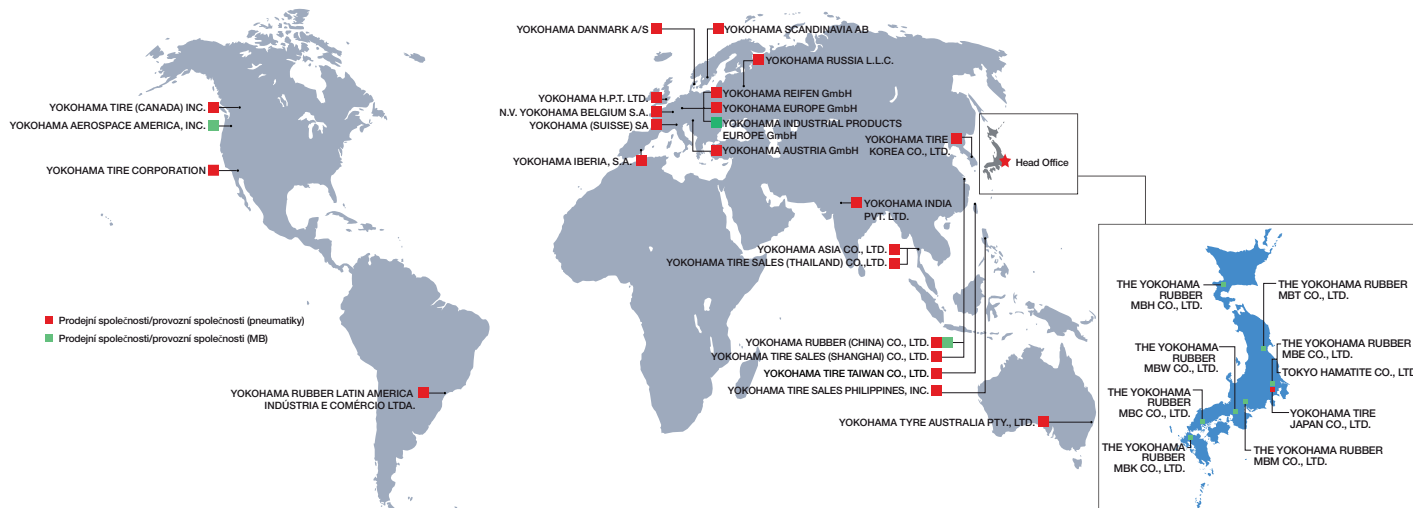 YOKOHAMA DANMARK A/S
YOKOHAMA SCANDINAVIA AB
YOKOHAMA RUSSIA L.L.C.
YOKOHAMA TIRE (CANADA) INC.
YOKOHAMA AEROSPACE AMERICA, INC.
YOKOHAMA TIRE CORPORATION
YOKOHAMA H.P.T. LTD.
N.V. YOKOHAMA BELGIUM S.A.
YOKOHAMA (SUISSE) SA
YOKOHAMA IBERIA, S.A.
YOKOHAMA REIFEN GmbH
YOKOHAMA EUROPE GmbH
YOKOHAMA INDUSTRIAL PRODUCTS
EUROPE GmbH
YOKOHAMA AUSTRIA GmbH
YOKOHAMA TIRE
KOREA CO., LTD.
Head Office
YOKOHAMA INDIA
PVT. LTD.
YOKOHAMA ASIA CO., LTD.
YOKOHAMA TIRE SALES (THAILAND) CO.,LTD.
Prodejní společnosti/provozní společnosti (pneumatiky)
Prodejní společnosti/provozní společnosti (MB)
YOKOHAMA RUBBER (CHINA) CO., LTD.
YOKOHAMA TIRE SALES (SHANGHAI) CO., LTD.
YOKOHAMA TIRE TAIWAN CO., LTD.
YOKOHAMA TIRE SALES PHILIPPINES, INC.
YOKOHAMA RUBBER LATIN AMERICA
INDÚSTRIA E COMÉRCIO LTDA.
YOKOHAMA TYRE AUSTRALIA PTY., LTD.
THE YOKOHAMA
RUBBER
MBH CO., LTD.
THE YOKOHAMA RUBBER
MBT CO., LTD.
THE YOKOHAMA
RUBBER
MBW CO., LTD.
THE YOKOHAMA RUBBER
MBE CO., LTD.
TOKYO HAMATITE CO., LTD
THE YOKOHAMA
RUBBER
MBC CO., LTD.
YOKOHAMA TIRE
JAPAN CO., LTD.
THE YOKOHAMA
RUBBER
MBK CO., LTD.
THE YOKOHAMA RUBBER
MBM CO., LTD.